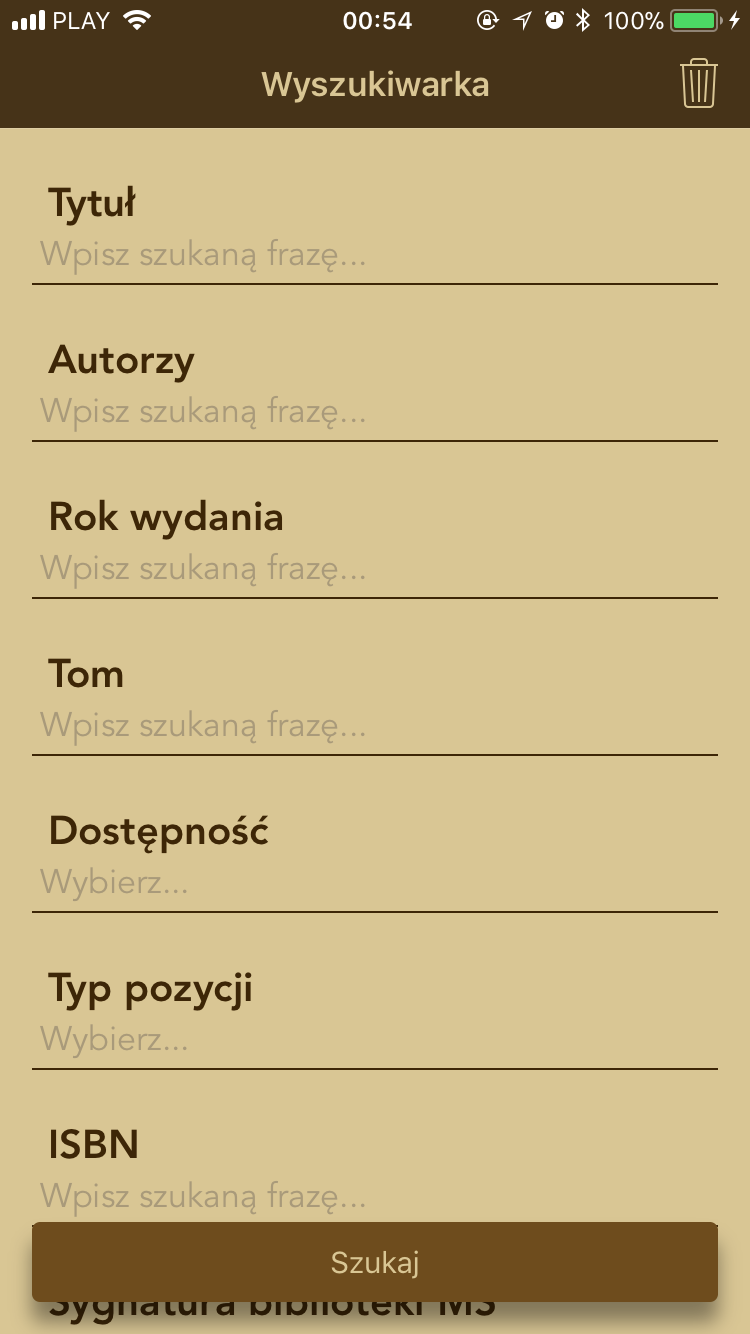 PLAY 00:54 100%
Wyszukiwarka
Tytuł
Wpisz szukaną frazę...
Autorzy
Wpisz szukaną frazę...
Rok wydania
Wpisz szukaną frazę...
Tom
Wpisz szukaną frazę...
Dostępność
Wybierz...
Typ pozycji
Wybierz...
ISBN
Wpisz szukaną frazę...
Szukaj
Sygnatura biblioteki MS